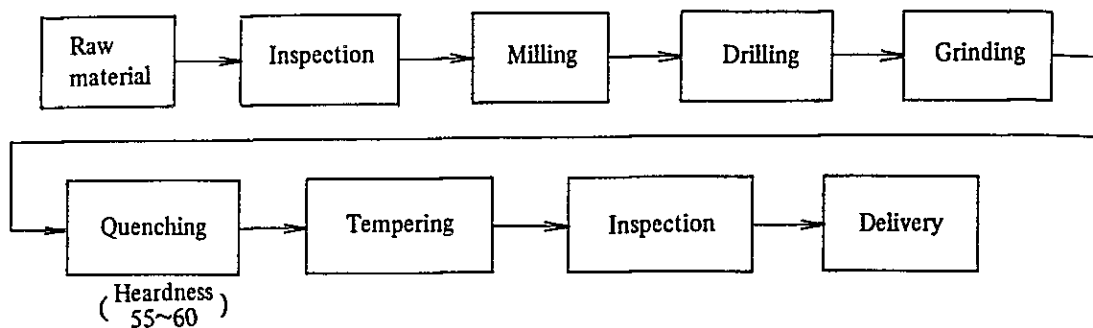 Raw
material
Inspection
Milling
Drilling
Grinding
Quenching
Tempering
Inspection
Delivery
( Heardness
55~60 )